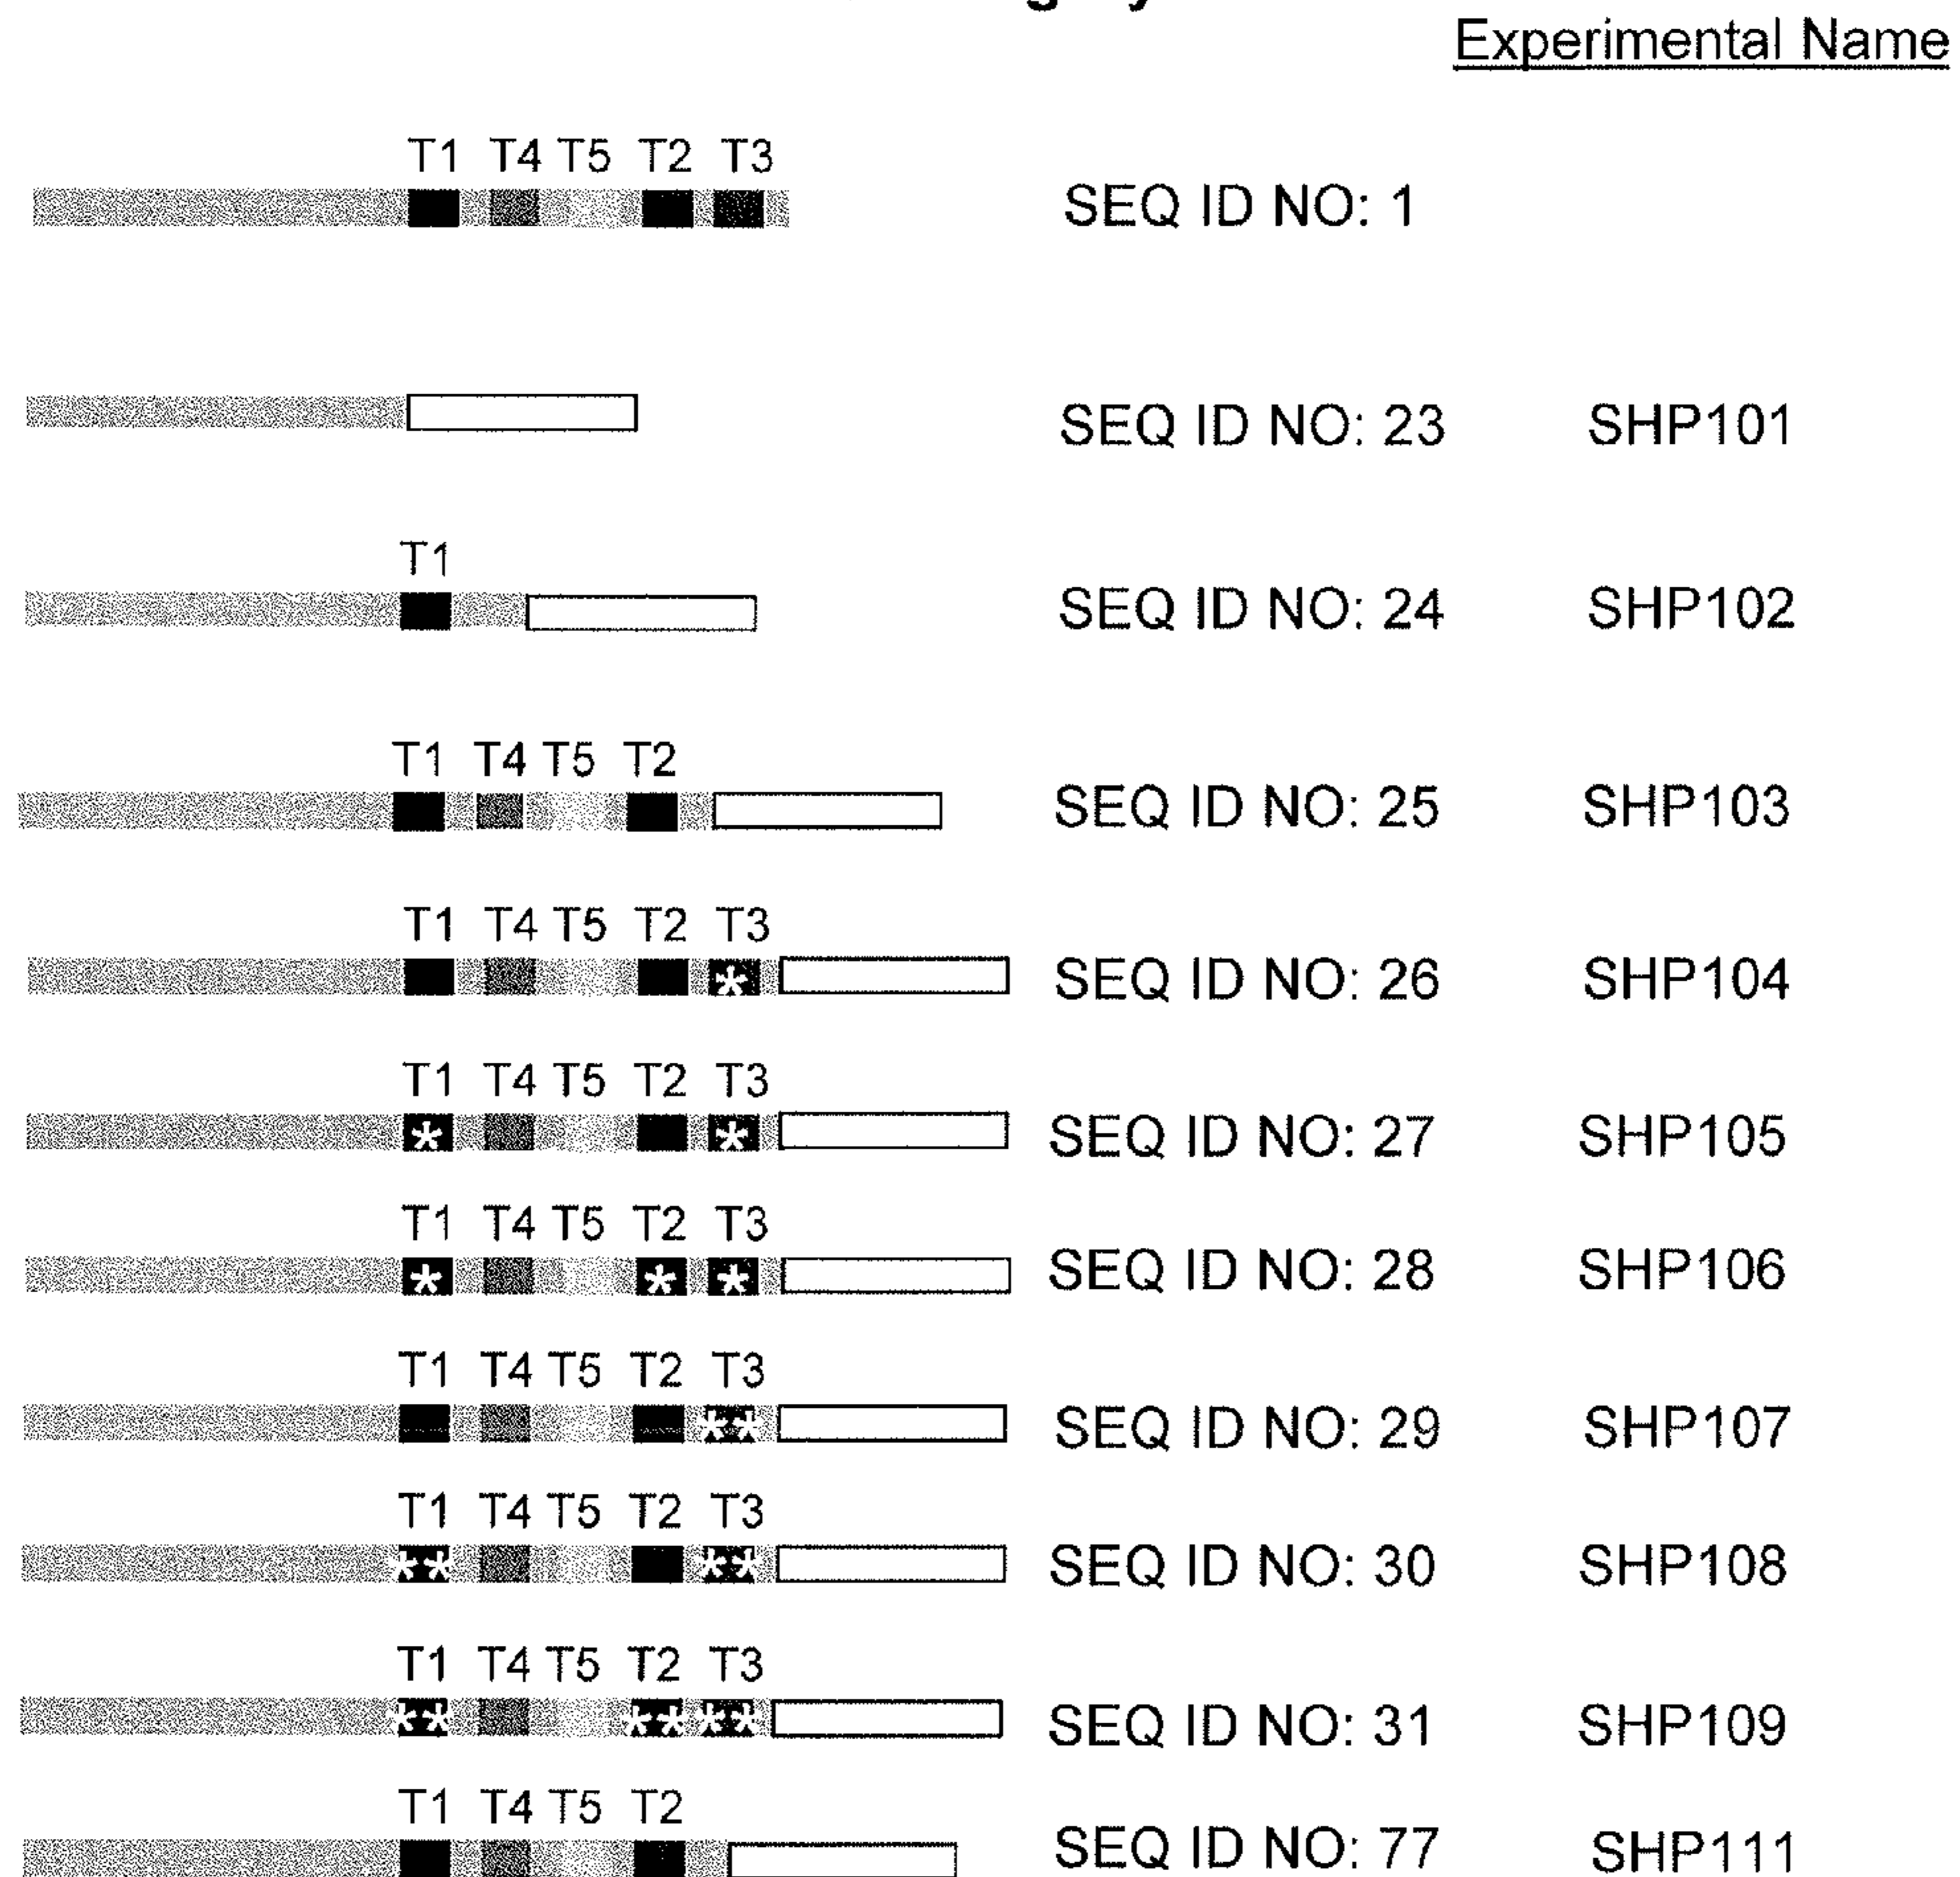 Experimental Name
T1 T4 T5 T2 T3
SEQ ID NO: 1
SEQ ID NO: 23 SHP101
T1
SEQ ID NO: 24 SHP102
T1 T4 T5 T2
SEQ ID NO: 25 SHP103
T1 T4 T5 T2 T3
*
SEQ ID NO: 26 SHP104
T1 T4 T5 T2 T3
* *
SEQ ID NO: 27 SHP105
T1 T4 T5 T2 T3
* * *
SEQ ID NO: 28 SHP106
T1 T4 T5 T2 T3
**
SEQ ID NO: 29 SHP107
T1 T4 T5 T2 T3
** **
SEQ ID NO: 30 SHP108
T1 T4 T5 T2 T3
** ** **
SEQ ID NO: 31 SHP109
T1 T4 T5 T2
SEQ ID NO: 77 SHP111